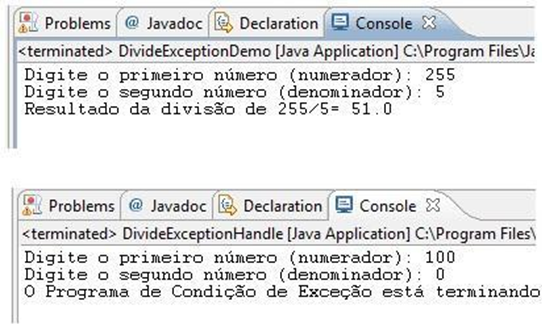 Problems @ Javadoc Declaration Console
<terminated> DivideExceptionDemo [Java Application] C:\Program Files\Ja
Digite o primeiro número (numerador): 255
Digite o segundo número (denominador): 5
Resultado da divisão de 255/5= 51.0
Problems @ Javadoc Declaration Console
<terminated> DivideExceptionHandle [Java Application] C:\Program Files\
Digite o primeiro número (numerador): 100
Digite o segundo número (denominador): 0
O Programa de Condição de Exceção está terminando